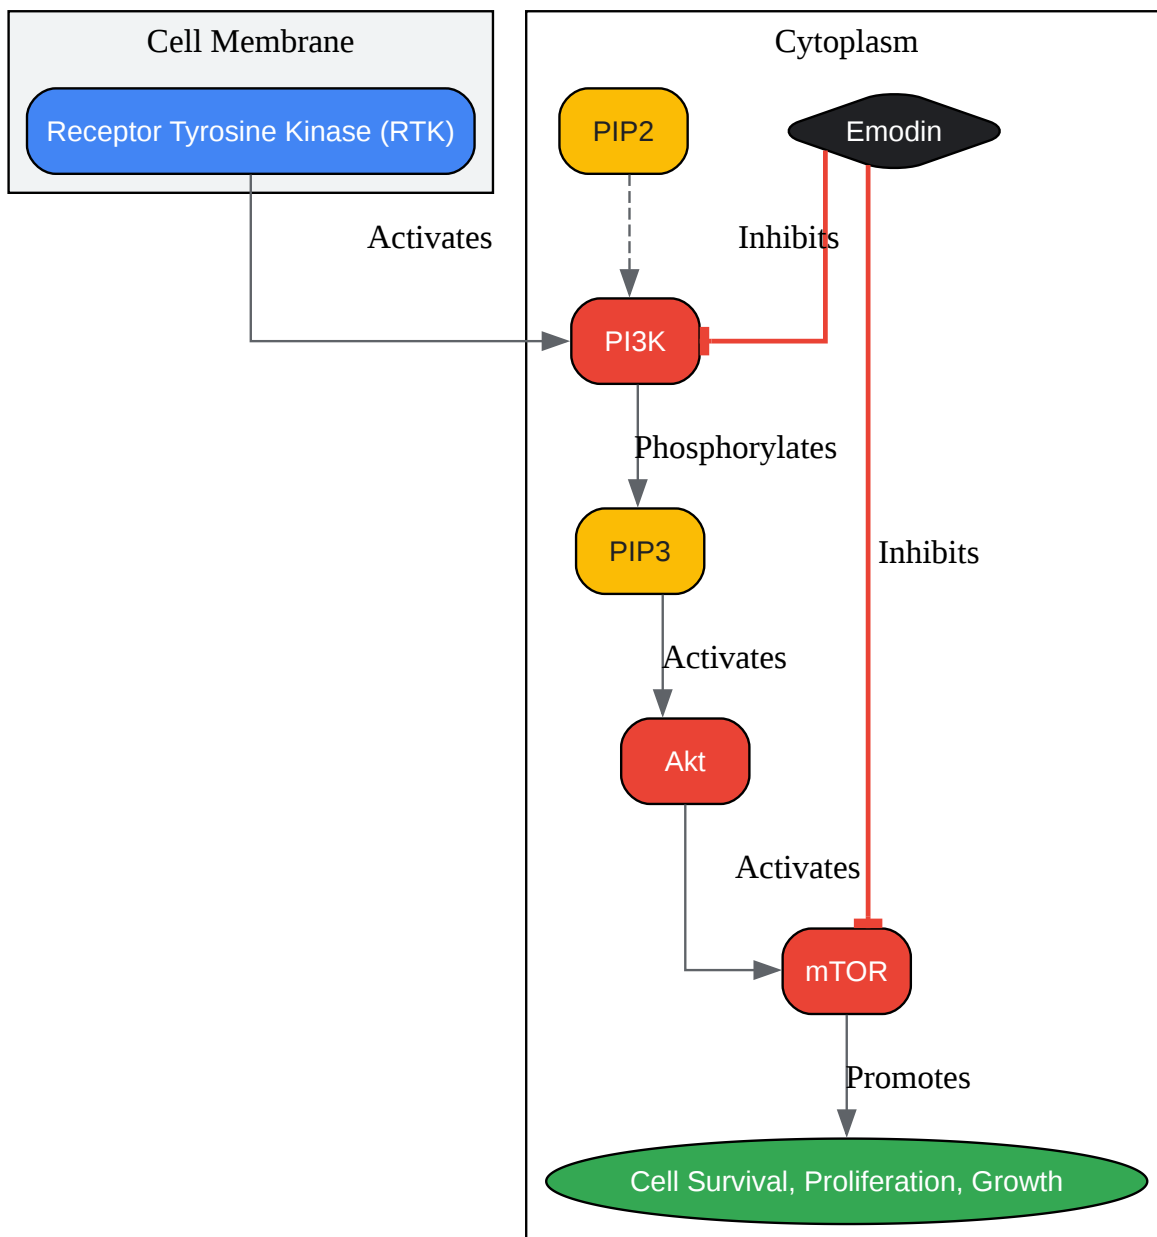 Cell Membrane
Cytoplasm
Receptor Tyrosine Kinase (RTK)
PIP2
Emodin
Activates
Inhibits
PI3K
Phosphorylates
PIP3
Inhibits
Activates
Akt
Activates
mTOR
Promotes
Cell Survival, Proliferation, Growth